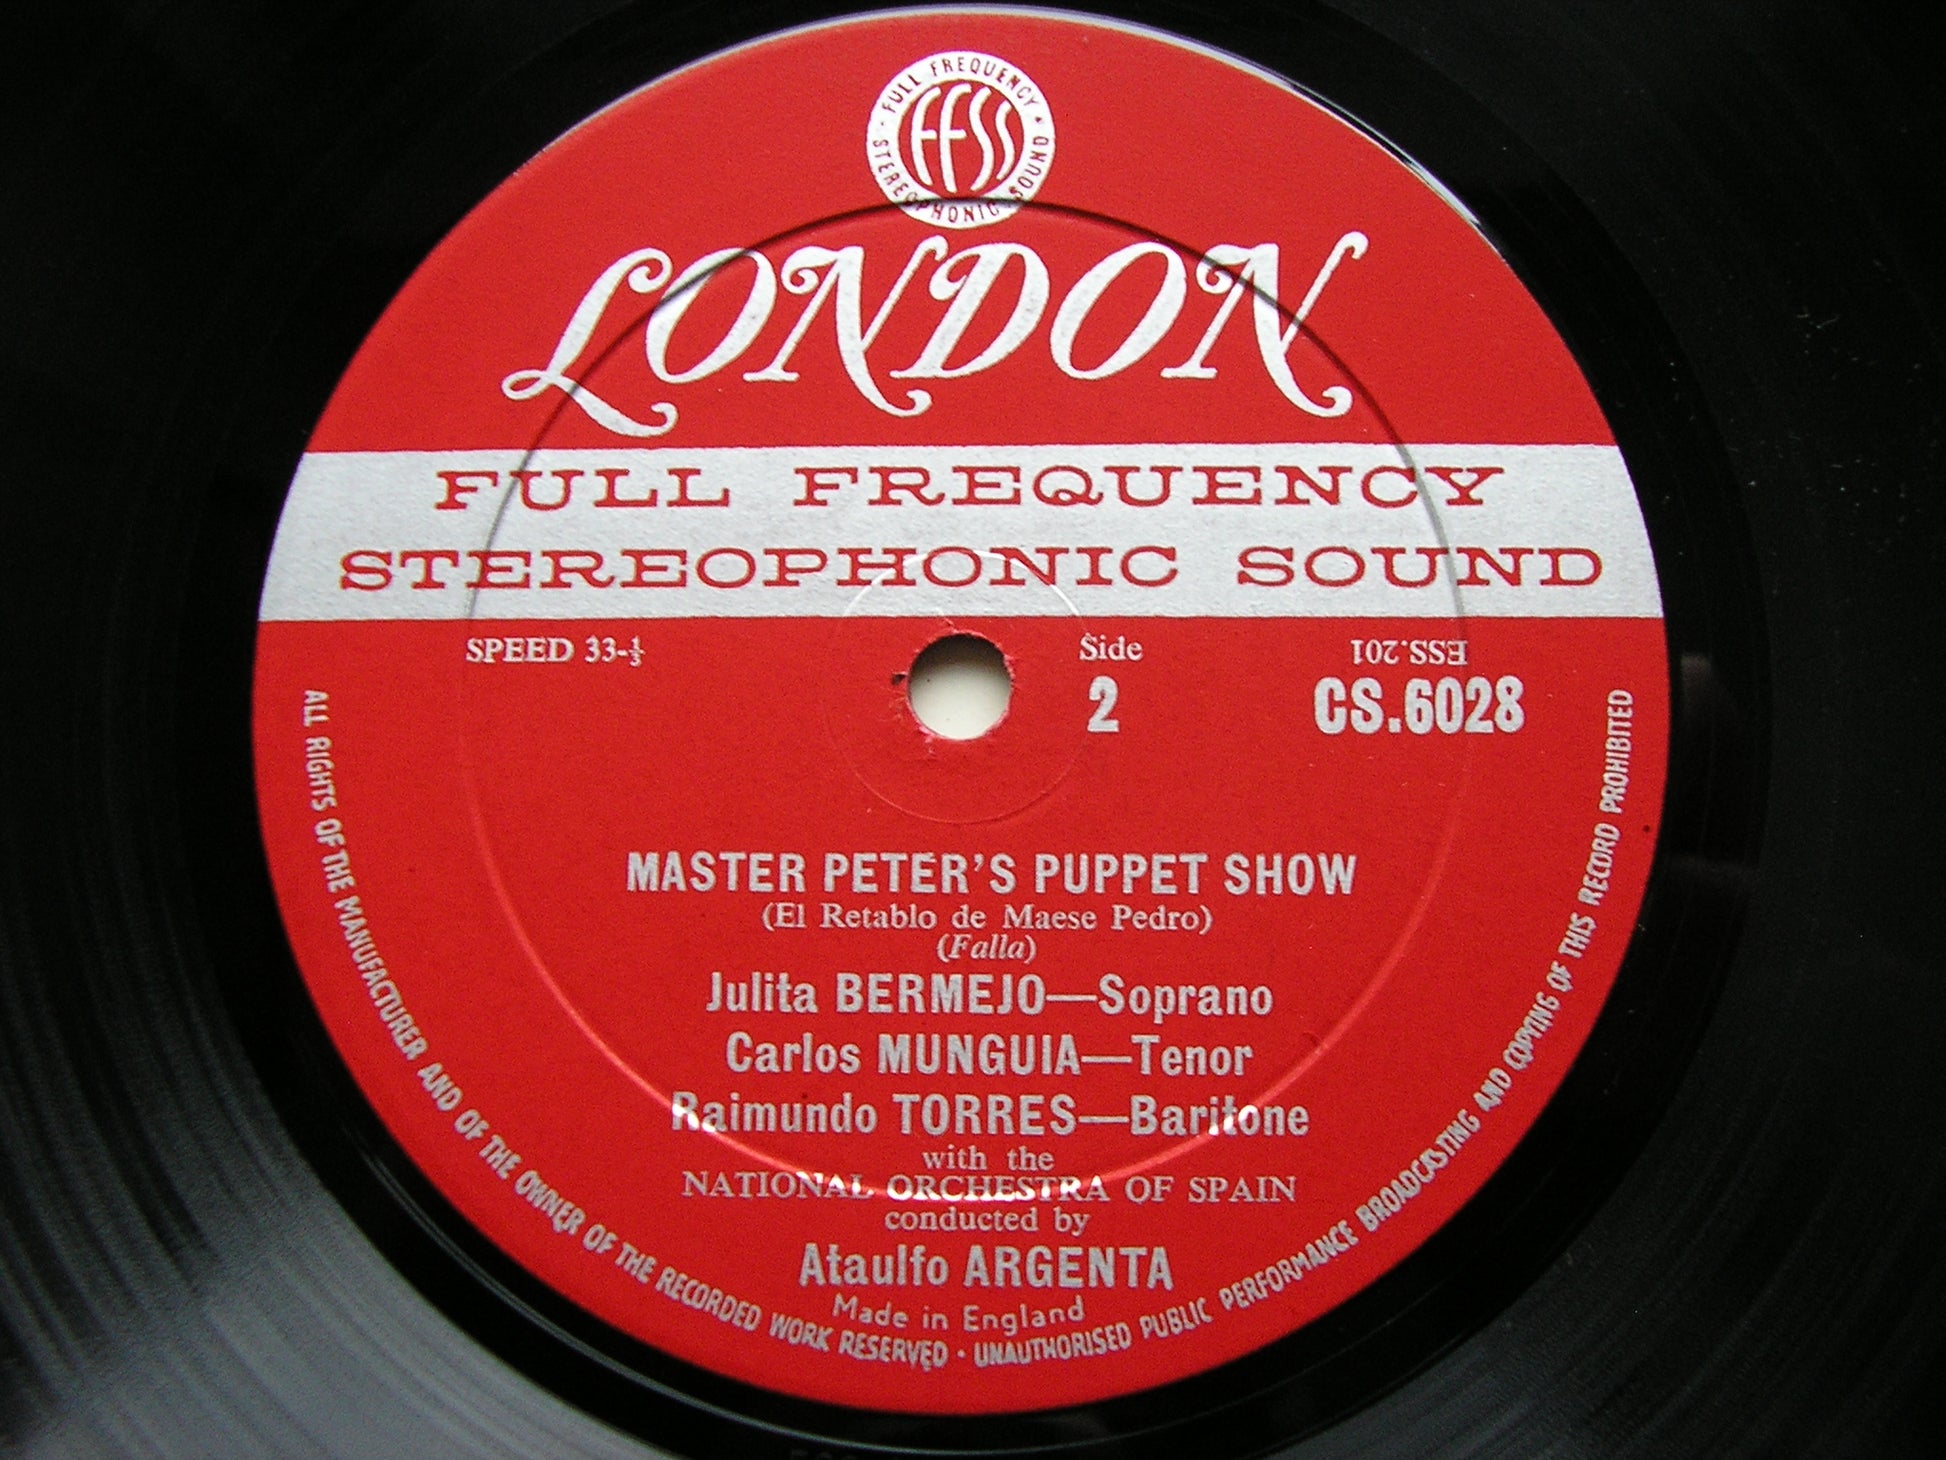 FULL FREQUENCY
STEREOPHONIC SOUND
FFSS
LONDON
FULL FREQUENCY
STEREOPHONIC SOUND
SPEED 33-⅓
Side
2
ESS.201
CS.6028
MASTER PETER'S PUPPET SHOW
(El Retablo de Maese Pedro)
(Falla)
Julita BERMEJO—Soprano
Carlos MUNGUIA—Tenor
Raimundo TORRES—Baritone
with the
NATIONAL ORCHESTRA OF SPAIN
conducted by
Ataulfo ARGENTA
Made in England
ALL RIGHTS OF THE MANUFACTURER AND OF THE OWNER OF THE RECORDED WORK RESERVED · UNAUTHORISED PUBLIC PERFORMANCE BROADCASTING AND COPYING OF THIS RECORD PROHIBITED